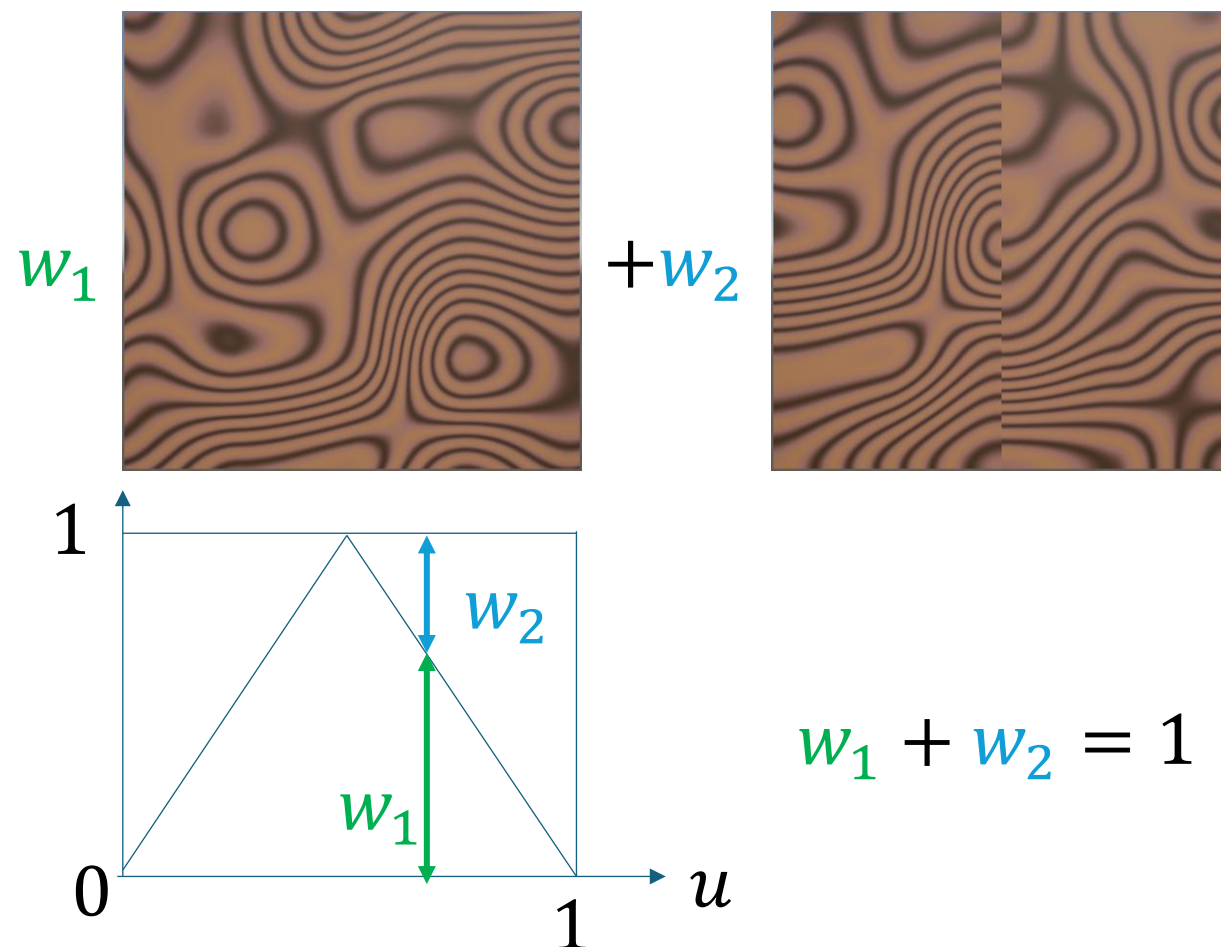 w₁ + w₂
1
w₂
w₁
w₁ + w₂ = 1
0
u
1